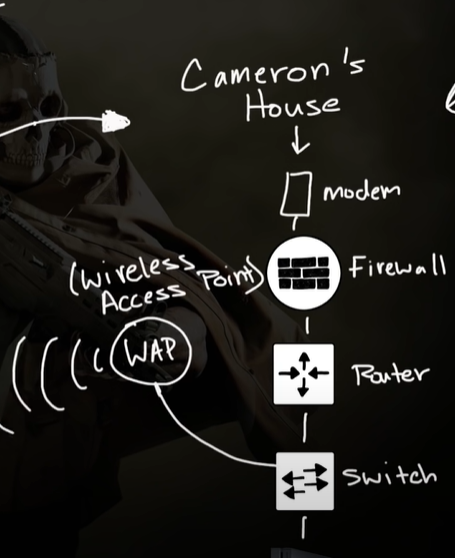 Cameron's
House
modem
(Wireless
Access Point)
Firewall
WAP
Router
Switch